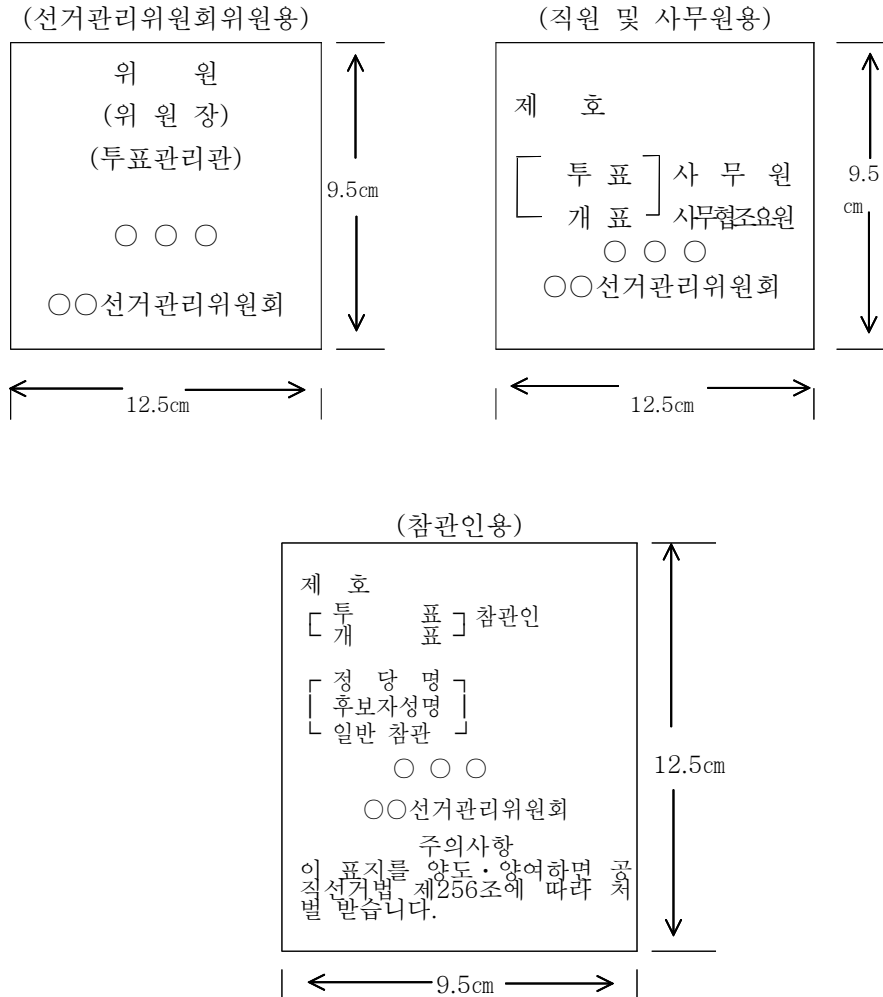 (선거관리위원회위원용)
위 원
(위 원 장)
(투표관리관)
○ ○ ○
○○선거관리위원회
9.5㎝
12.5㎝
(직원 및 사무원용)
제 호
투 표 사 무 원
개 표 사무협조요원
○ ○ ○
○○선거관리위원회
9.5
㎝
12.5㎝
(참관인용)
제 호
투 표 참관인
개 표
정 당 명
후보자성명
일반 참관
○ ○ ○
○○선거관리위원회
주의사항
이 표지를 양도·양여하면 공
직선거법 제256조에 따라 처
벌 받습니다.
12.5㎝
9.5㎝